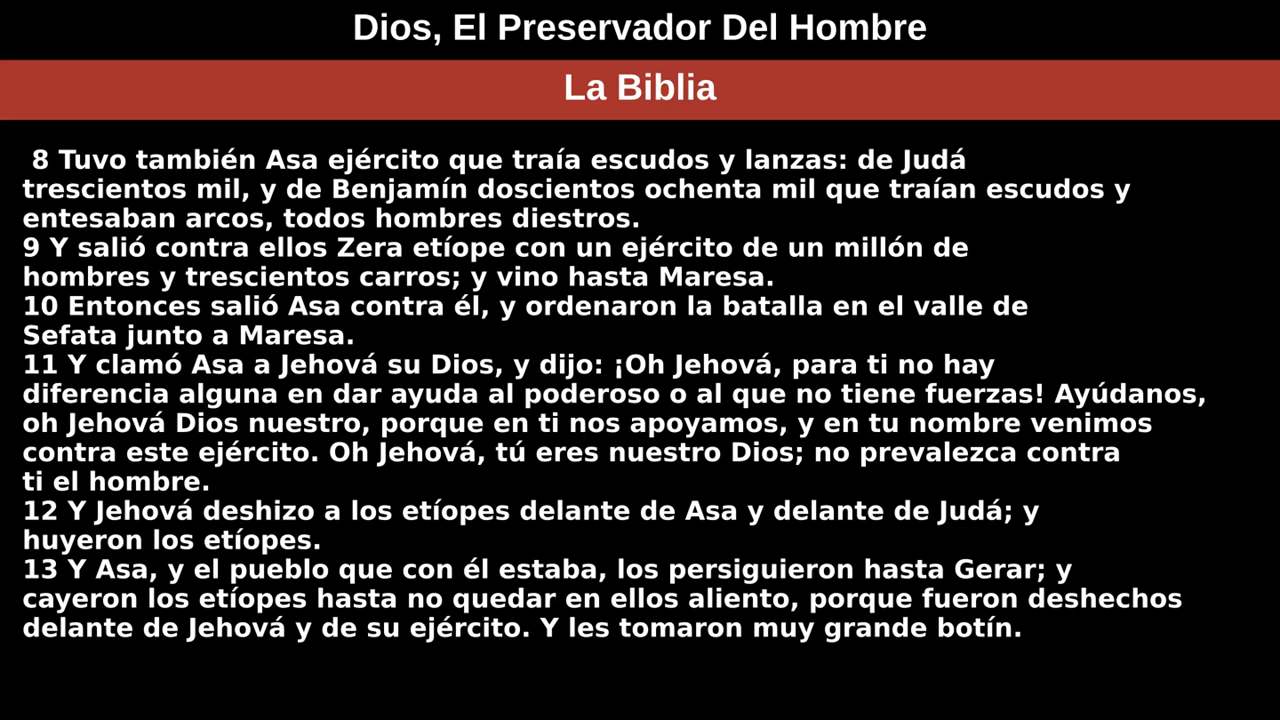 Dios, El Preservador Del Hombre
La Biblia
8 Tuvo también Asa ejército que traía escudos y lanzas: de Judá
trescientos mil, y de Benjamín doscientos ochenta mil que traían escudos y
entesaban arcos, todos hombres diestros.
9 Y salió contra ellos Zera etíope con un ejército de un millón de
hombres y trescientos carros; y vino hasta Maresa.
10 Entonces salió Asa contra él, y ordenaron la batalla en el valle de
Sefata junto a Maresa.
11 Y clamó Asa a Jehová su Dios, y dijo: ¡Oh Jehová, para ti no hay
diferencia alguna en dar ayuda al poderoso o al que no tiene fuerzas! Ayúdanos,
oh Jehová Dios nuestro, porque en ti nos apoyamos, y en tu nombre venimos
contra este ejército. Oh Jehová, tú eres nuestro Dios; no prevalezca contra
ti el hombre.
12 Y Jehová deshizo a los etíopes delante de Asa y delante de Judá; y
huyeron los etíopes.
13 Y Asa, y el pueblo que con él estaba, los persiguieron hasta Gerar; y
cayeron los etíopes hasta no quedar en ellos aliento, porque fueron deshechos
delante de Jehová y de su ejército. Y les tomaron muy grande botín.